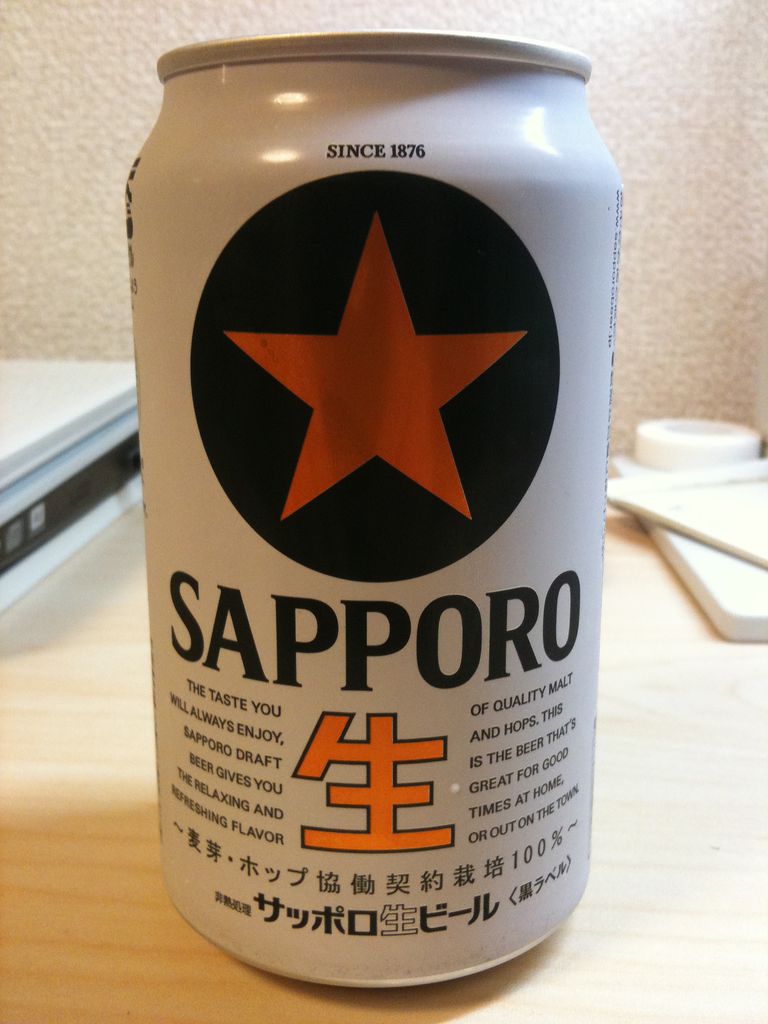 SINCE 1876
SAPPORO
THE TASTE YOU
WILL ALWAYS ENJOY,
SAPPORO DRAFT
BEER GIVES YOU
THE RELAXING AND
REFRESHING FLAVOR
生
OF QUALITY MALT
AND HOPS. THIS
IS THE BEER THAT'S
GREAT FOR GOOD
TIMES AT HOME,
OR OUT ON THE TOWN.
～麦芽・ホップ協働契約栽培100%～
非熱処理 サッポロ生ビール〈黒ラベル〉